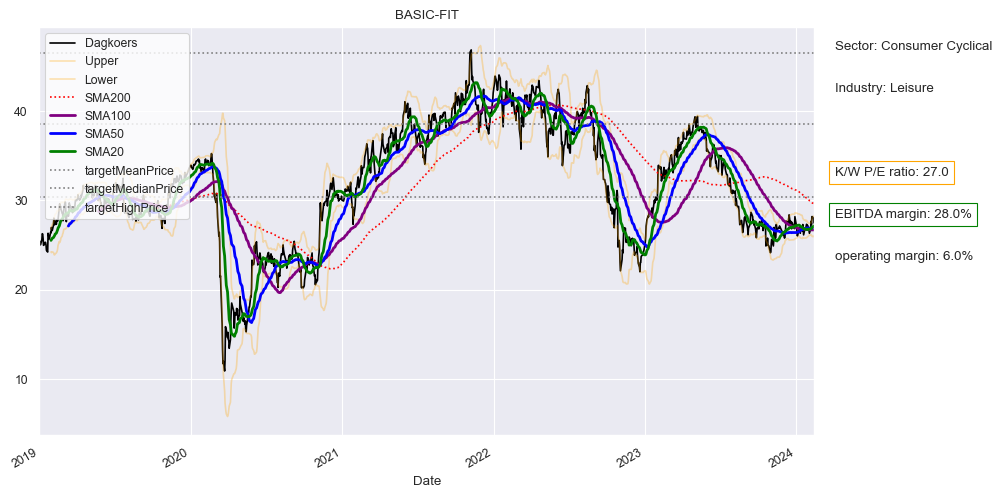 BASIC-FIT
Dagkoers
Upper
Lower
SMA200
SMA100
SMA50
SMA20
targetMeanPrice
targetMedianPrice
targetHighPrice
40
30
20
10
2019
2020
2021
2022
2023
2024
Date
Sector: Consumer Cyclical
Industry: Leisure
K/W P/E ratio: 27.0
EBITDA margin: 28.0%
operating margin: 6.0%